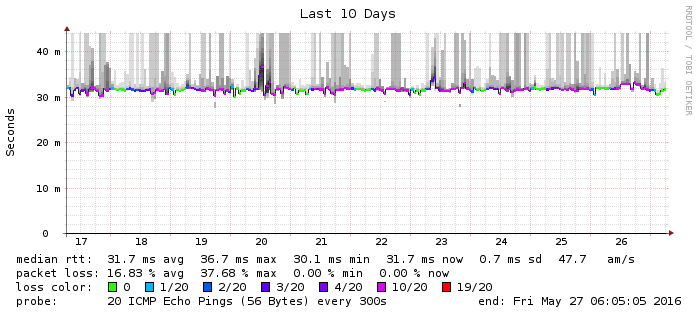 Last 10 Days
RRDTOOL / TOBI OETIKER
Seconds
40 m
30 m
20 m
10 m
0
17 18 19 20 21 22 23 24 25 26
median rtt: 31.7 ms avg 36.7 ms max 30.1 ms min 31.7 ms now 0.7 ms sd 47.7 am/s
packet loss: 16.83 % avg 37.68 % max 0.00 % min 0.00 % now
loss color: 0 1/20 2/20 3/20 4/20 10/20 19/20
probe: 20 ICMP Echo Pings (56 Bytes) every 300s end: Fri May 27 06:05:05 2016